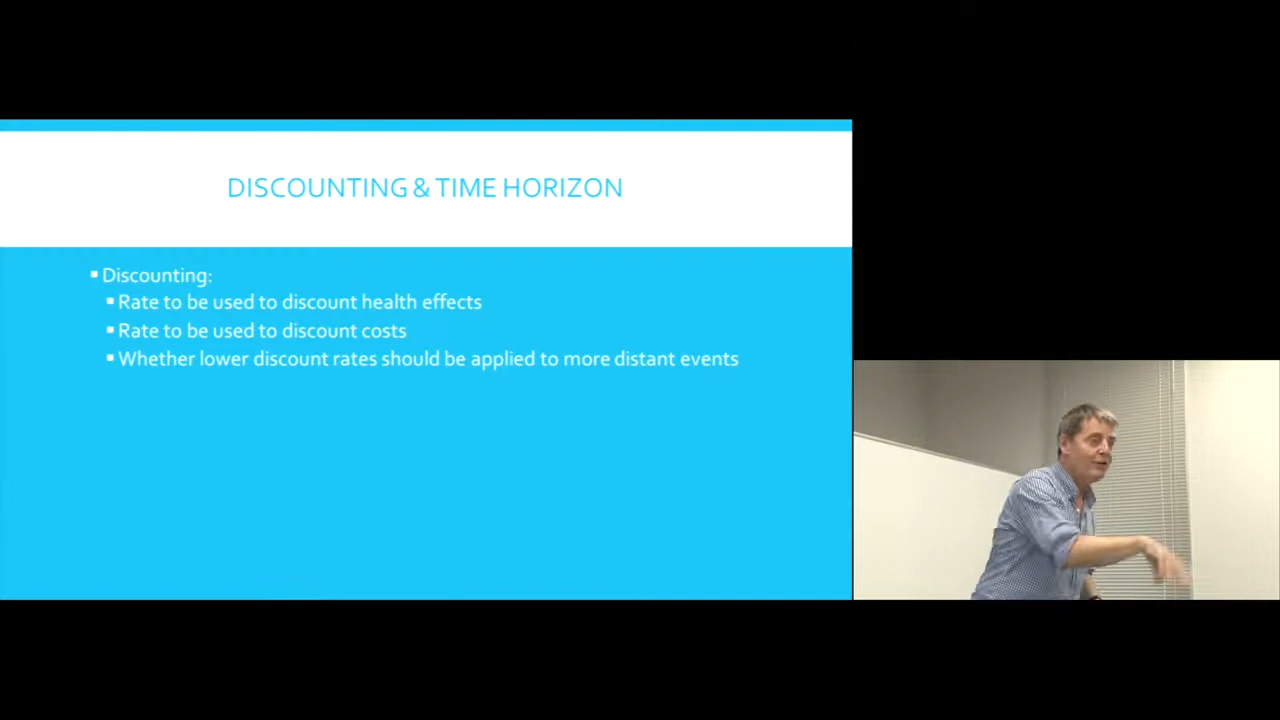 DISCOUNTING & TIME HORIZON
Discounting:
Rate to be used to discount health effects
Rate to be used to discount costs
Whether lower discount rates should be applied to more distant events